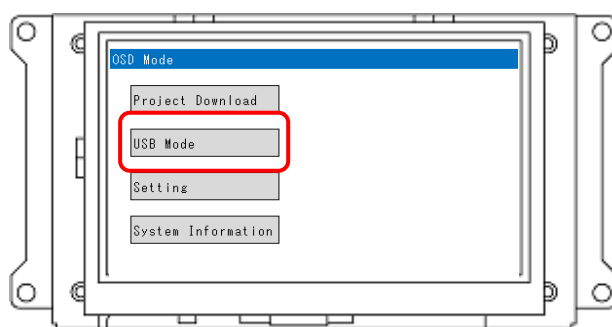 OSD Mode
Project Download
USB Mode
Setting
System Information